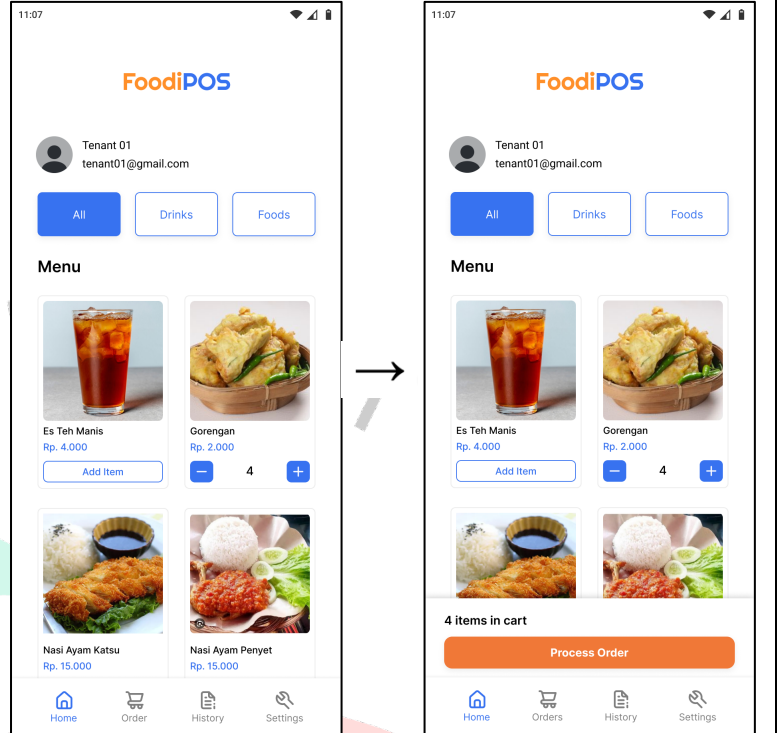 11:07
FoodiPOS
Tenant 01
tenant01@gmail.com
All
Drinks
Foods
Menu
Es Teh Manis
Rp. 4.000
Add Item
Gorengan
Rp. 2.000
4
Nasi Ayam Katsu
Rp. 15.000
Nasi Ayam Penyet
Rp. 15.000
Home
Order
History
Settings
11:07
FoodiPOS
Tenant 01
tenant01@gmail.com
All
Drinks
Foods
Menu
Es Teh Manis
Rp. 4.000
Add Item
Gorengan
Rp. 2.000
4
4 items in cart
Process Order
Home
Orders
History
Settings